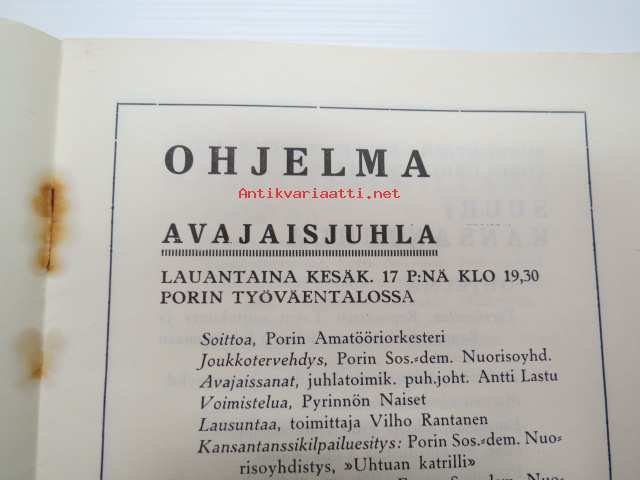 OHJELMA
Antikvariaatti.net
AVAJAISJUHLA
LAUANTAINA KESÄK. 17 P:NÄ KLO 19,30
PORIN TYÖVÄENTALOSSA
Soittoa, Porin Amatööriorkesteri
Joukkotervehdys, Porin Sos.-dem. Nuorisoyhd.
Avajaissanat, juhlatoimik. puh.joht. Antti Lastu
Voimistelua, Pyrinnön Naiset
Lausuntaa, toimittaja Vilho Rantanen
Kansantanssikilpailuesitys: Porin Sos.-dem. Nuo-
risoyhdistys, »Uhtuan katrilli»